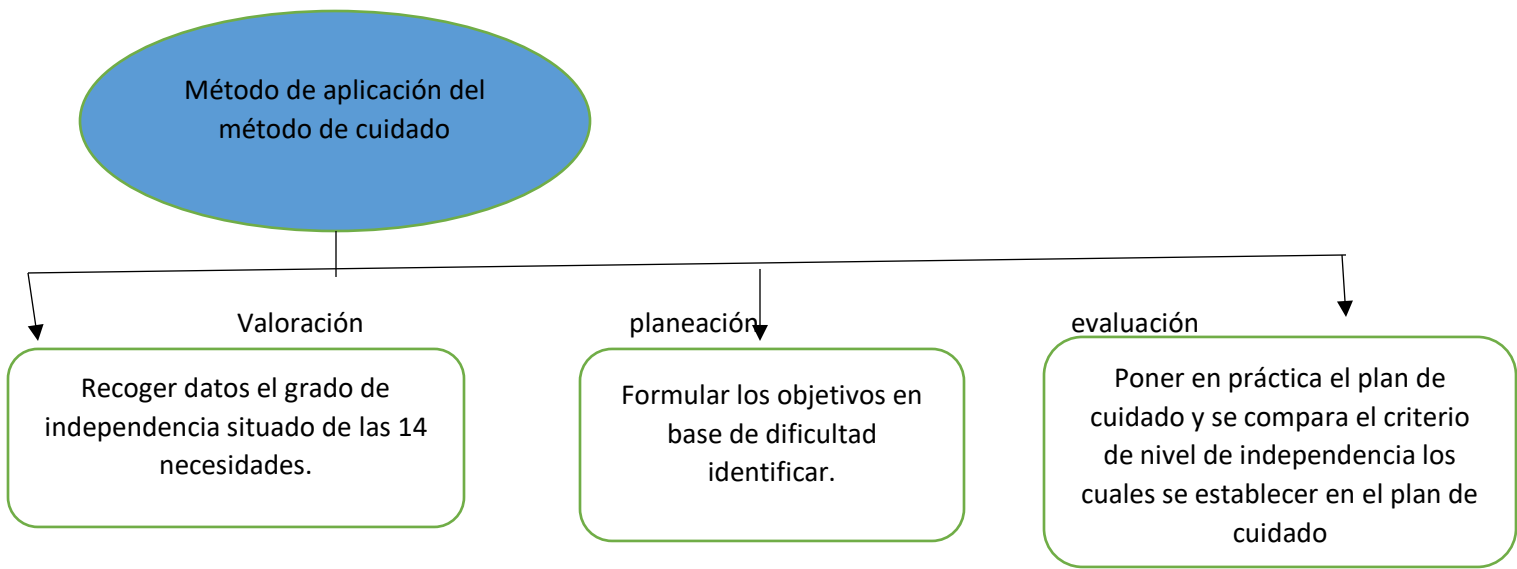 Método de aplicación del
método de cuidado
Valoración
planeación
evaluación
Recoger datos el grado de
independencia situado de las 14
necesidades.
Formular los objetivos en
base de dificultad
identificar.
Poner en práctica el plan de
cuidado y se compara el criterio
de nivel de independencia los
cuales se establecer en el plan de
cuidado